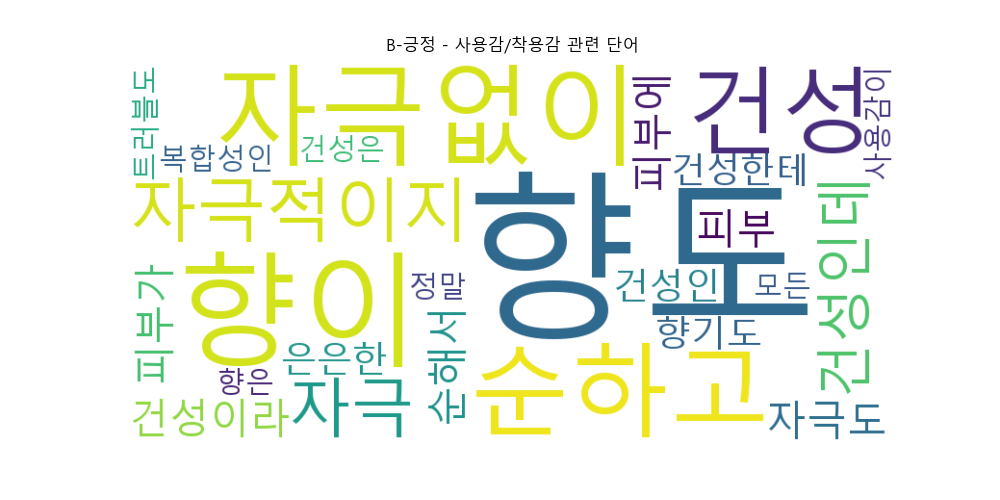 B-긍정 - 사용감/착용감 관련 단어
트러블도
자극없이
피부에
건성
사용감이
복합성인
건성은
건성한테
자극적이지
향도
피부
건성인데
향이
피부가
정말
건성인
모든
순해서
향기도
은은한
순하고
향은
자극
건성이라
자극도